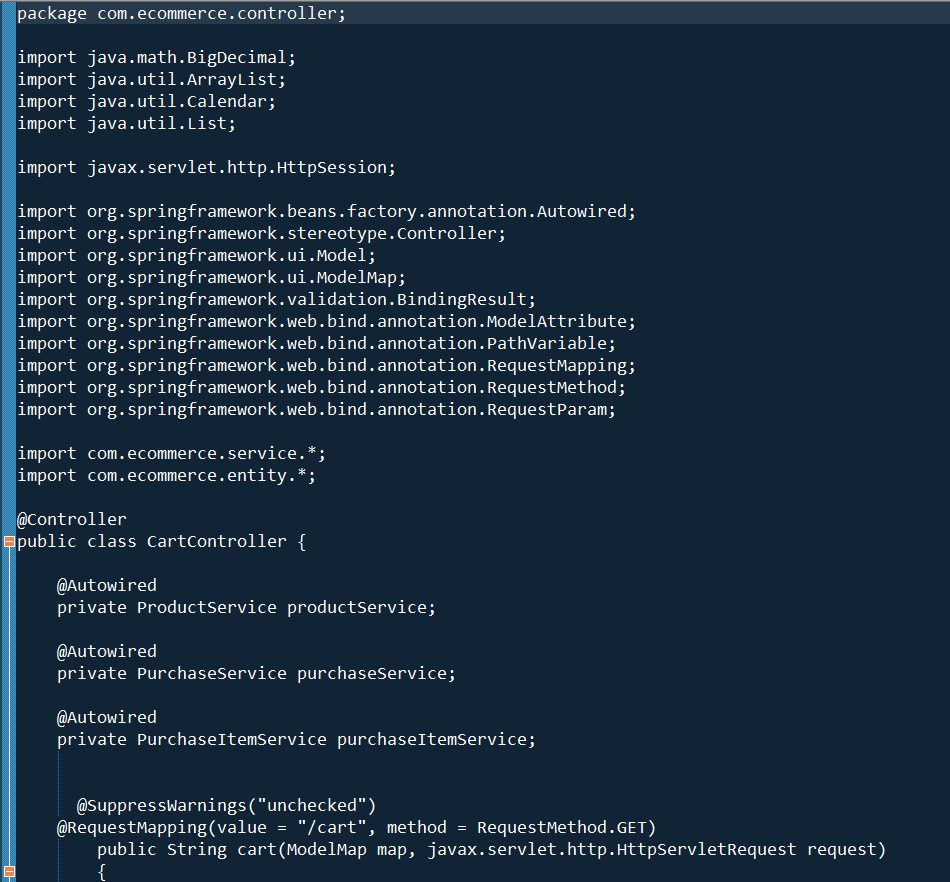 package com.ecommerce.controller;
import java.math.BigDecimal;
import java.util.ArrayList;
import java.util.Calendar;
import java.util.List;
import javax.servlet.http.HttpSession;
import org.springframework.beans.factory.annotation.Autowired;
import org.springframework.stereotype.Controller;
import org.springframework.ui.Model;
import org.springframework.ui.ModelMap;
import org.springframework.validation.BindingResult;
import org.springframework.web.bind.annotation.ModelAttribute;
import org.springframework.web.bind.annotation.PathVariable;
import org.springframework.web.bind.annotation.RequestMapping;
import org.springframework.web.bind.annotation.RequestMethod;
import org.springframework.web.bind.annotation.RequestParam;
import com.ecommerce.service.*;
import com.ecommerce.entity.*;
@Controller
public class CartController {
@Autowired
private ProductService productService;
@Autowired
private PurchaseService purchaseService;
@Autowired
private PurchaseItemService purchaseItemService;
@SuppressWarnings("unchecked")
@RequestMapping(value = "/cart", method = RequestMethod.GET)
public String cart(ModelMap map, javax.servlet.http.HttpServletRequest request)
{